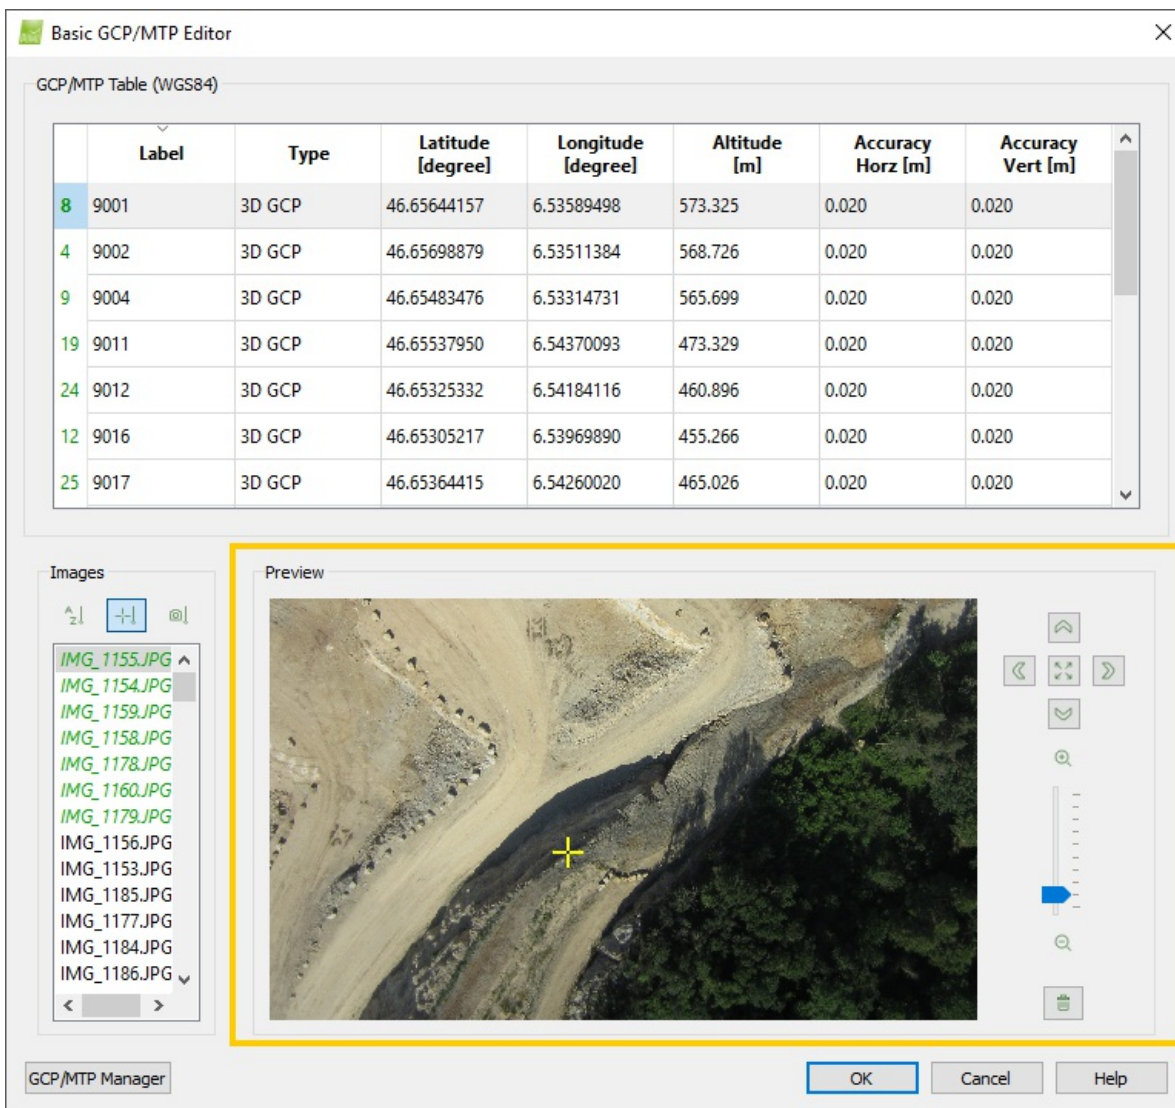 Basic GCP/MTP Editor
GCP/MTP Table (WGS84)
Label Type Latitude [degree] Longitude [degree] Altitude [m] Accuracy Horz [m] Accuracy Vert [m]
8 9001 3D GCP 46.65644157 6.53589498 573.325 0.020 0.020
4 9002 3D GCP 46.65698879 6.53511384 568.726 0.020 0.020
9 9004 3D GCP 46.65483476 6.53314731 565.699 0.020 0.020
19 9011 3D GCP 46.65537950 6.54370093 473.329 0.020 0.020
24 9012 3D GCP 46.65325332 6.54184116 460.896 0.020 0.020
12 9016 3D GCP 46.65305217 6.53969890 455.266 0.020 0.020
25 9017 3D GCP 46.65364415 6.54260020 465.026 0.020 0.020
Images
IMG_1155.JPG
IMG_1154.JPG
IMG_1159.JPG
IMG_1158.JPG
IMG_1178.JPG
IMG_1160.JPG
IMG_1179.JPG
IMG_1156.JPG
IMG_1153.JPG
IMG_1185.JPG
IMG_1177.JPG
IMG_1184.JPG
IMG_1186.JPG
Preview
GCP/MTP Manager
OK
Cancel
Help